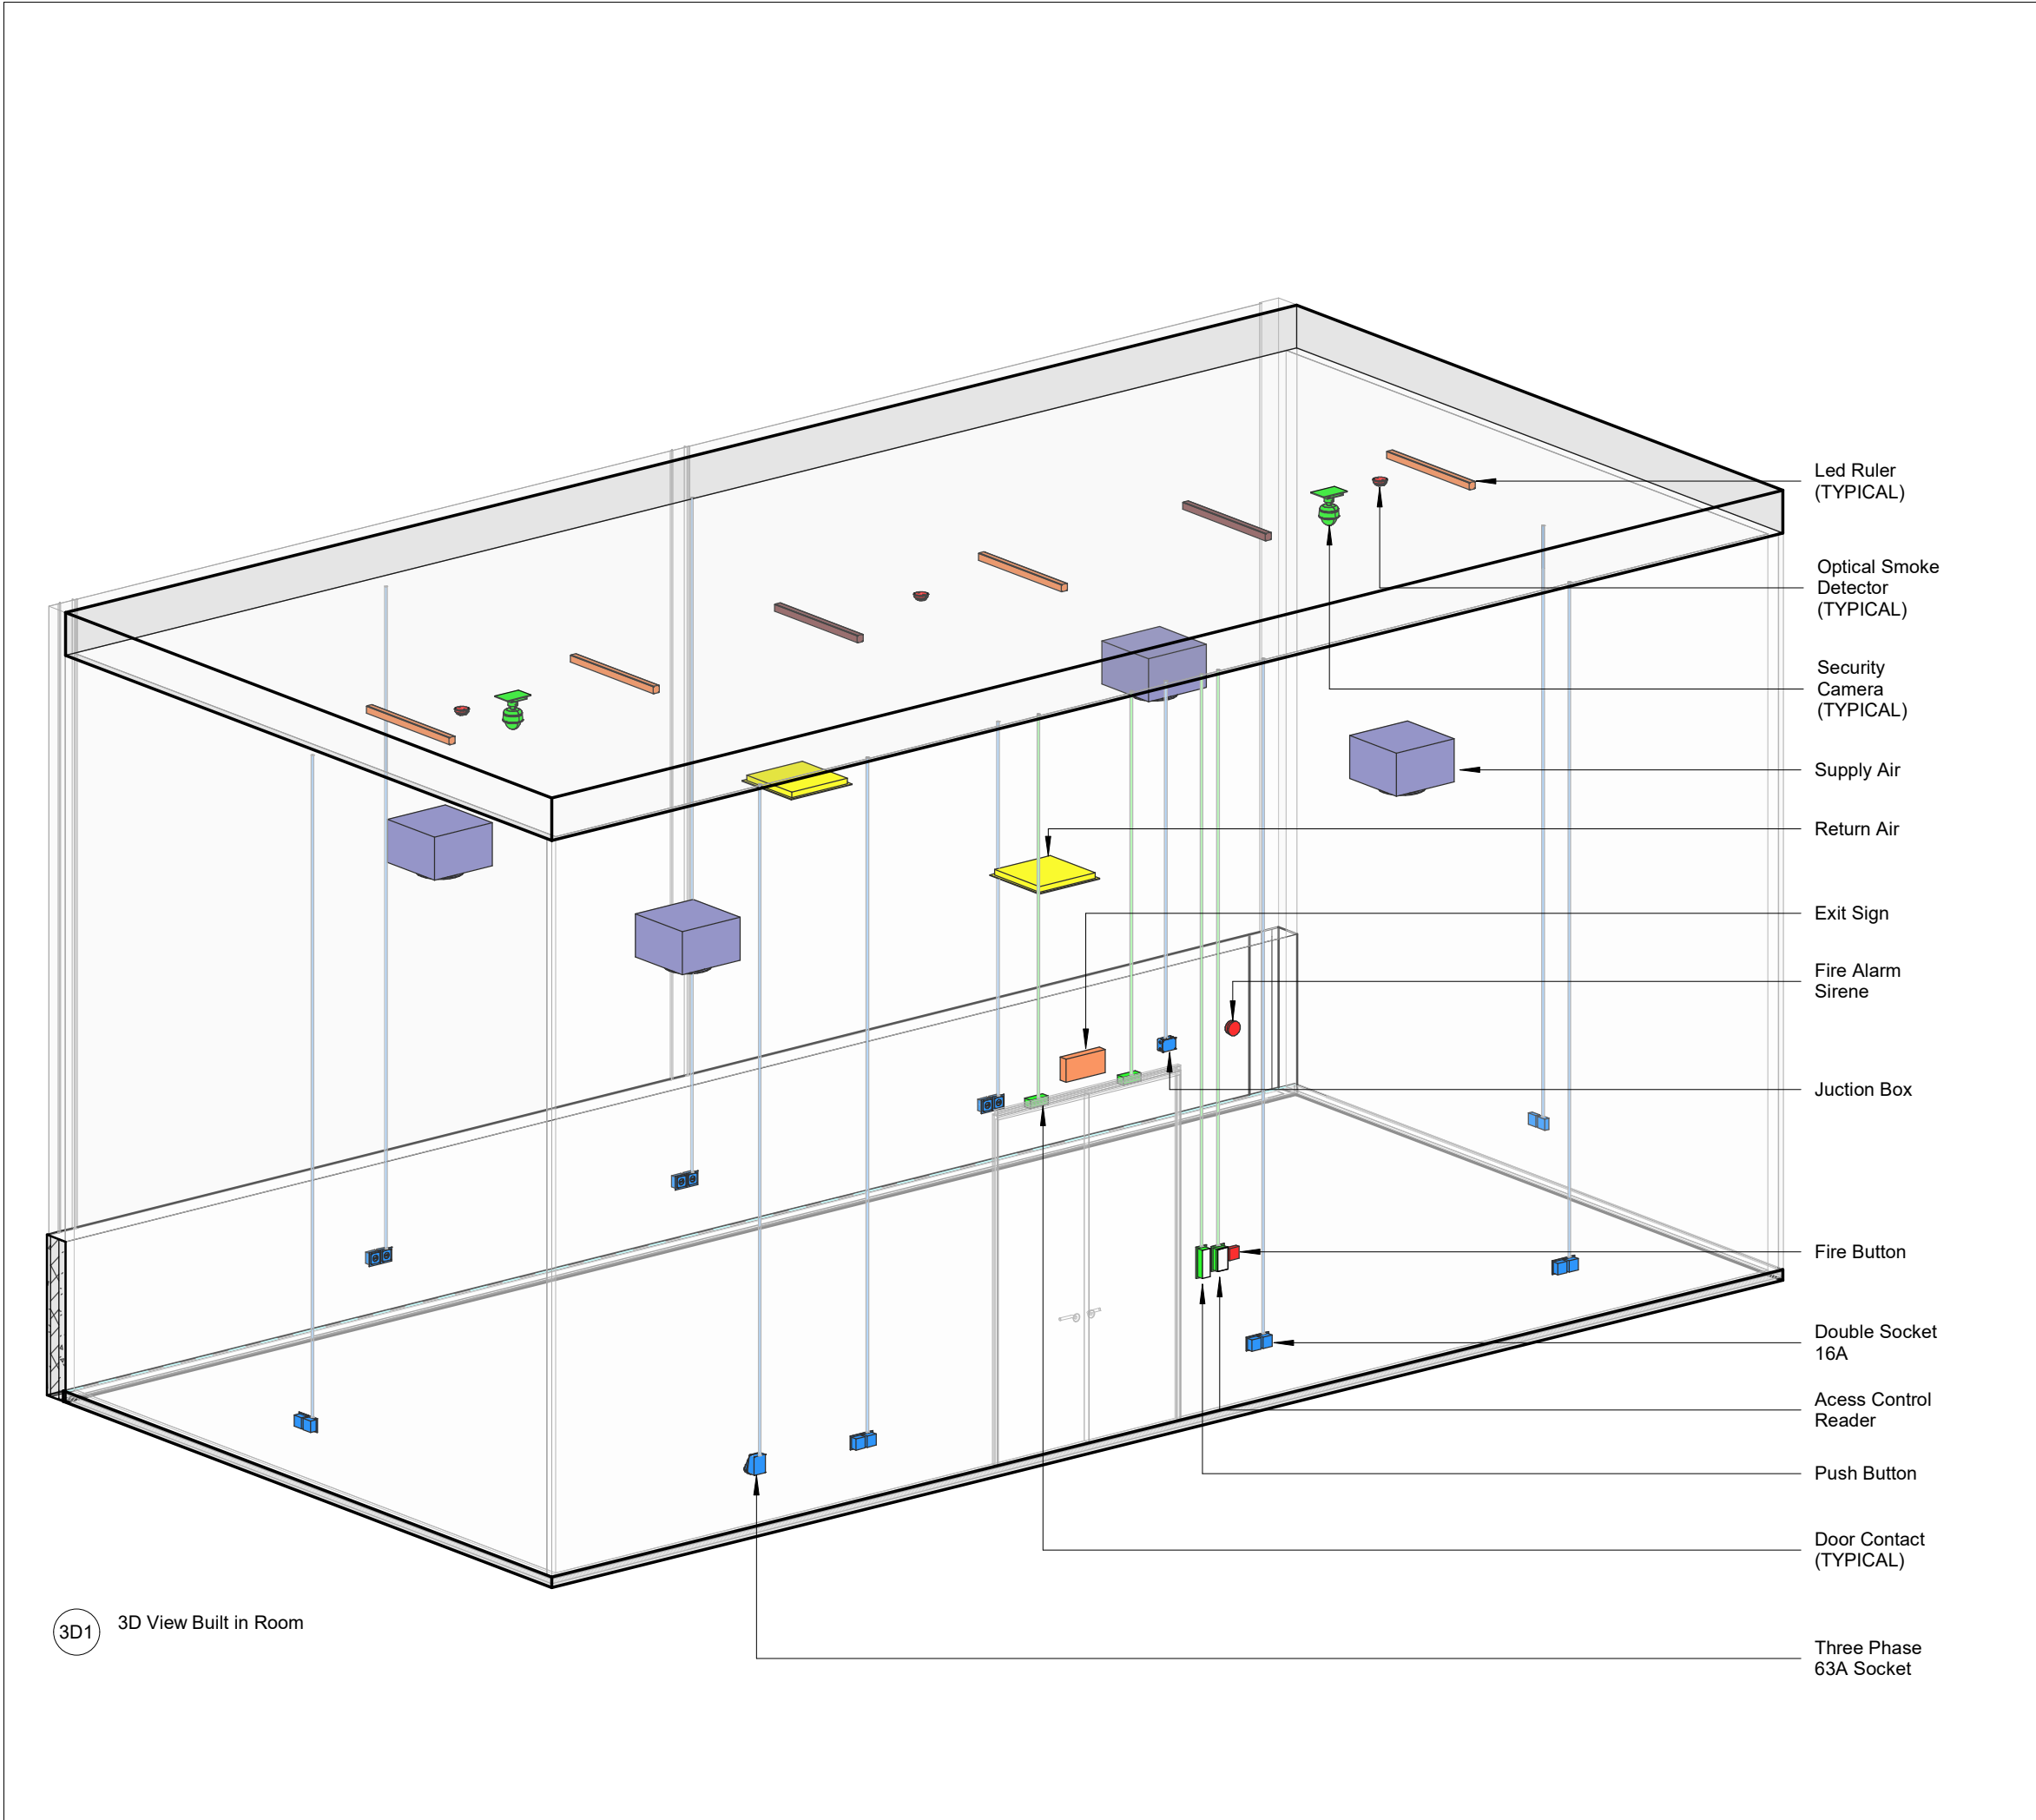 Led Ruler
(TYPICAL)
Optical Smoke
Detector
(TYPICAL)
Security
Camera
(TYPICAL)
Supply Air
Return Air
Exit Sign
Fire Alarm
Sirene
Juction Box
Fire Button
Double Socket
16A
Acess Control
Reader
Push Button
Door Contact
(TYPICAL)
Three Phase
63A Socket
3D1
3D View Built in Room